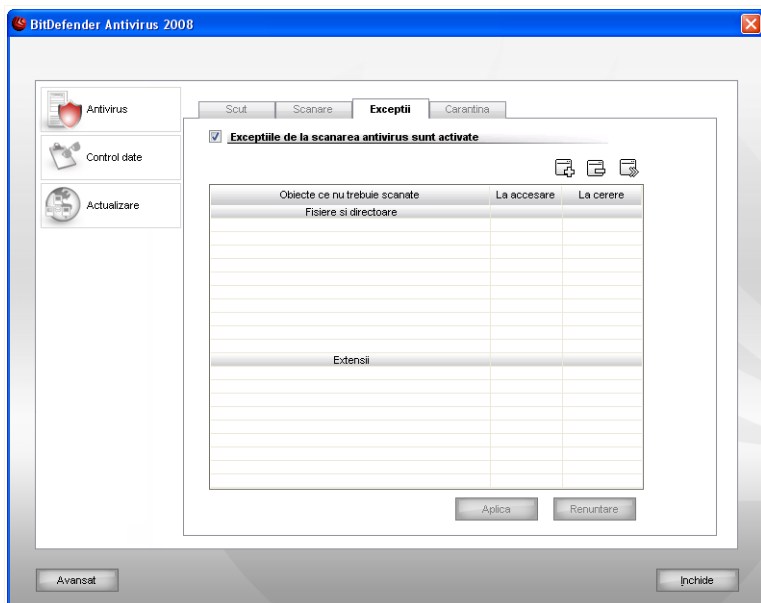 BitDefender Antivirus 2008
Antivirus
Control date
Actualizare
Scut Scanare Exceptii Carantina
Exceptiile de la scanarea antivirus sunt activate
Obiecte ce nu trebuie scanate La accesare La cerere
Fisiere si directoare
Extensii
Aplica Renuntare
Avansat Inchide